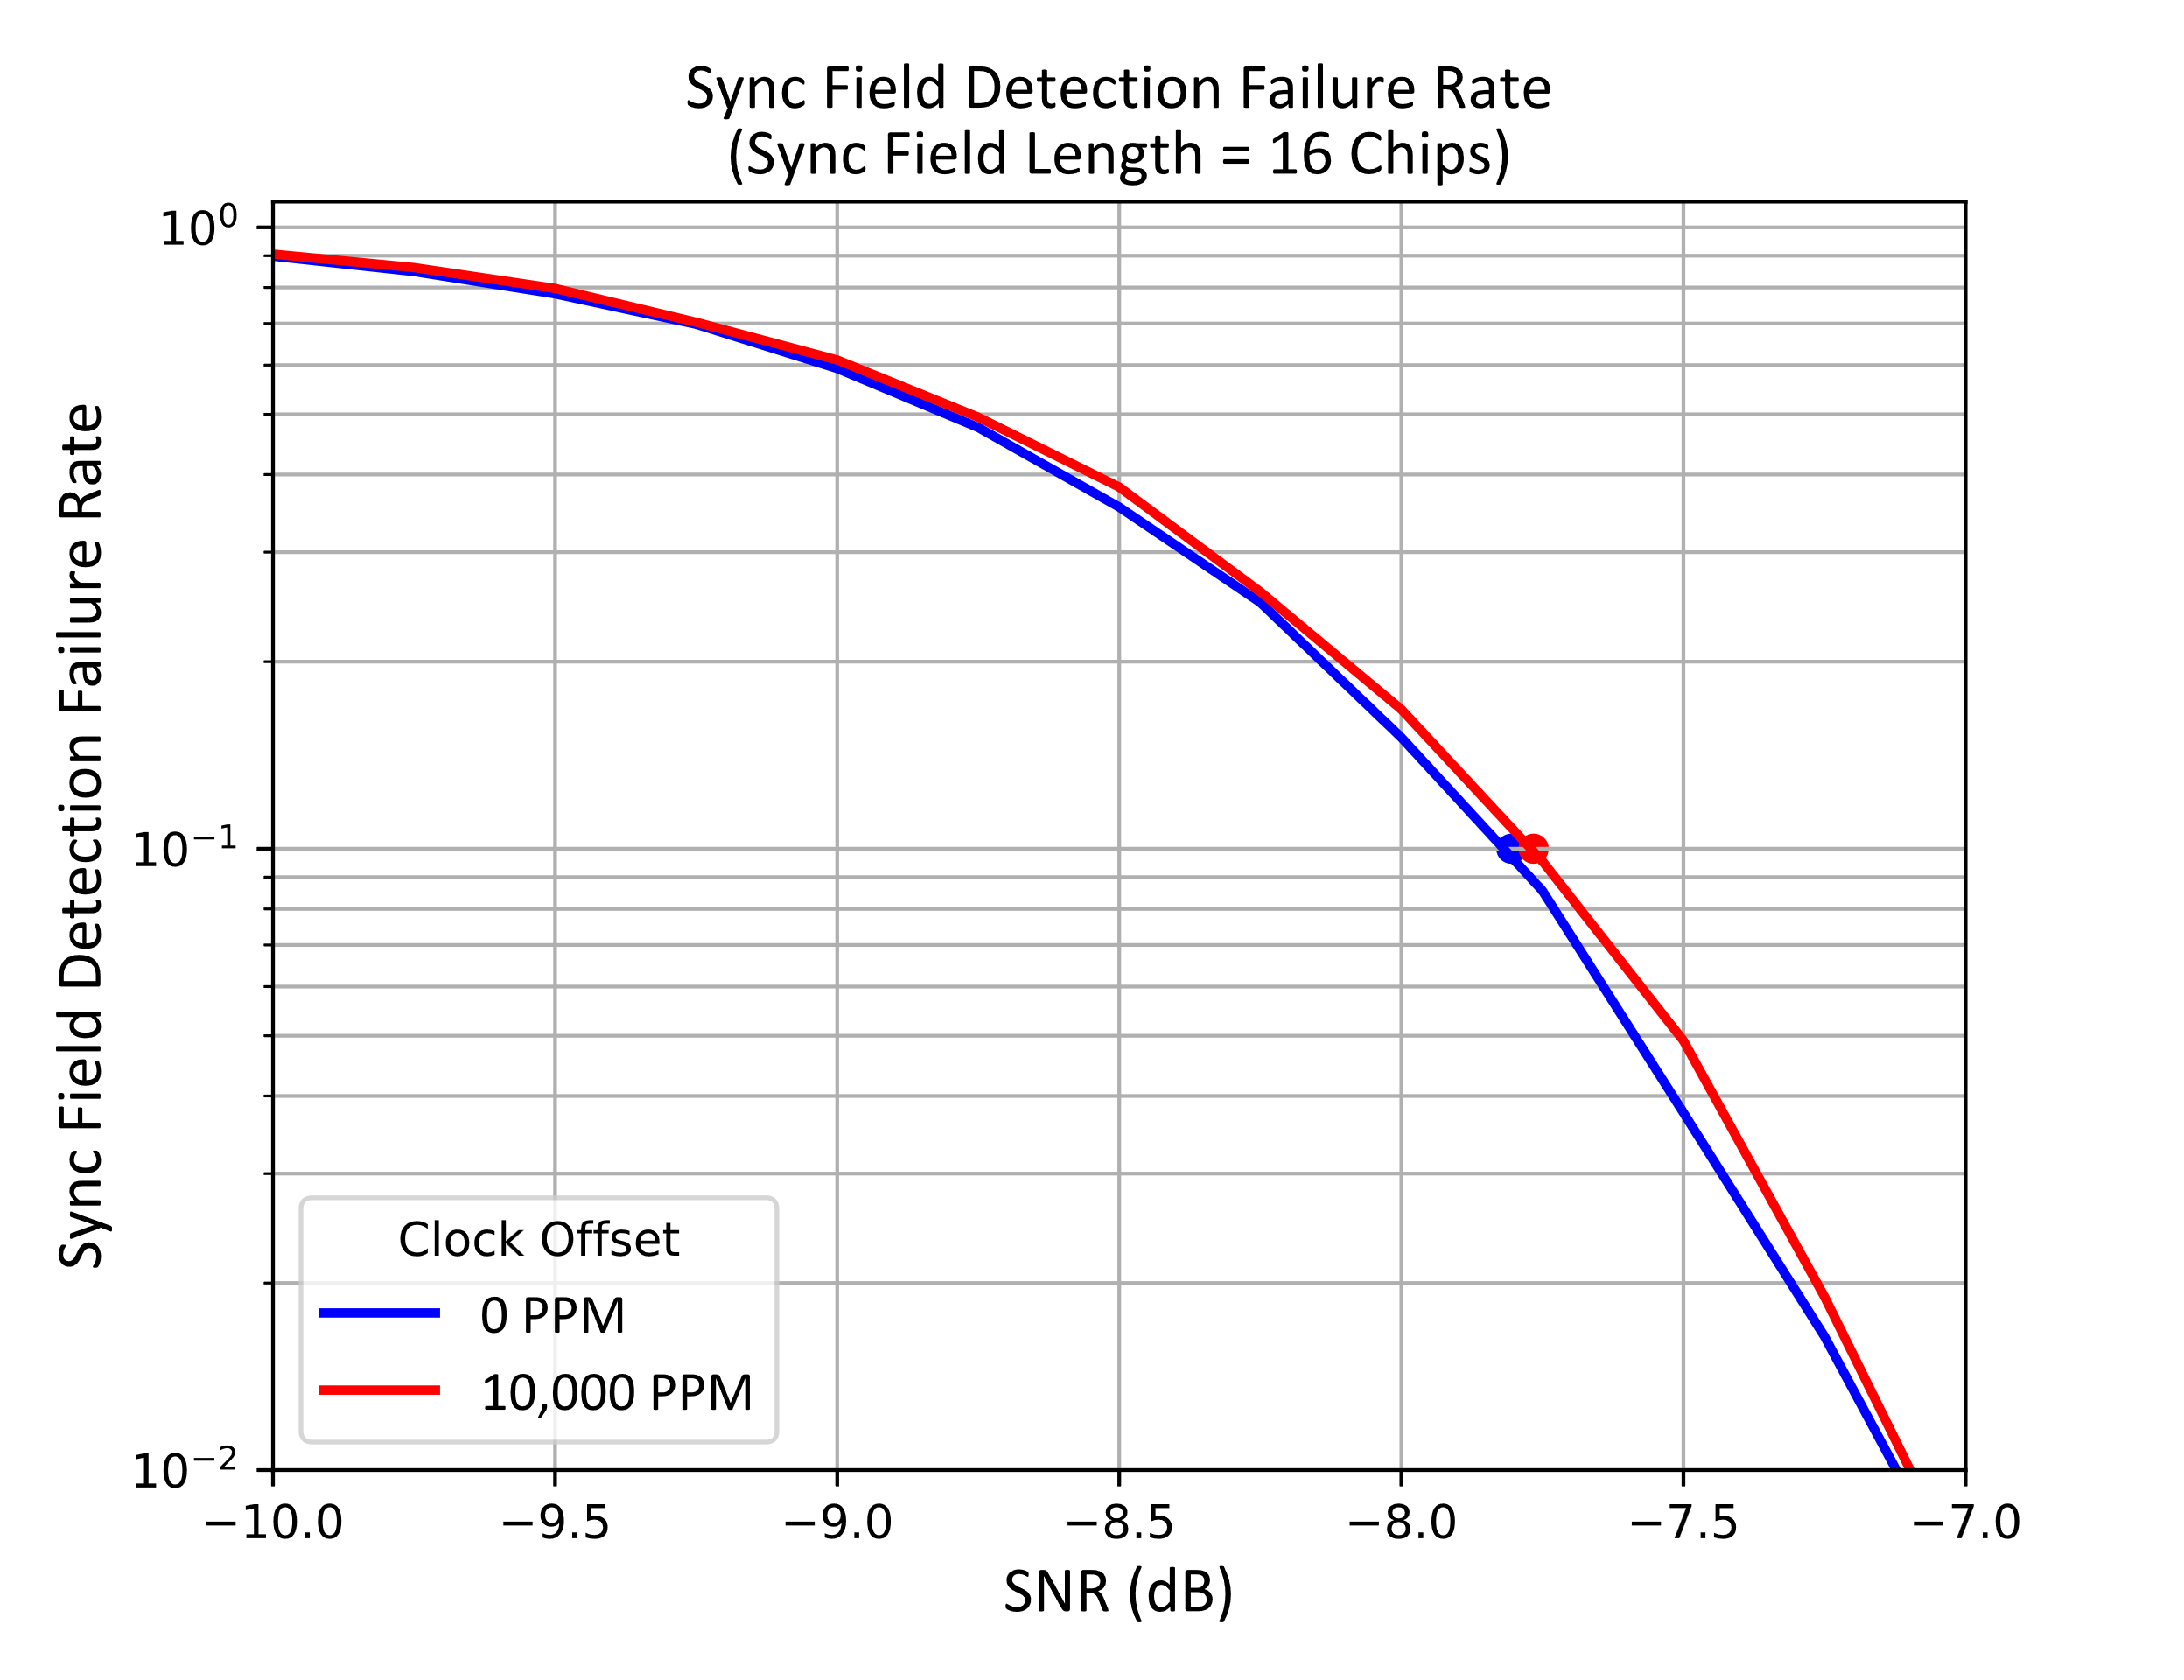 Sync Field Detection Failure Rate
(Sync Field Length = 16 Chips)
Sync Field Detection Failure Rate
10⁰
10⁻¹
10⁻²
Clock Offset
0 PPM
10,000 PPM
−10.0 −9.5 −9.0 −8.5 −8.0 −7.5 −7.0
SNR (dB)